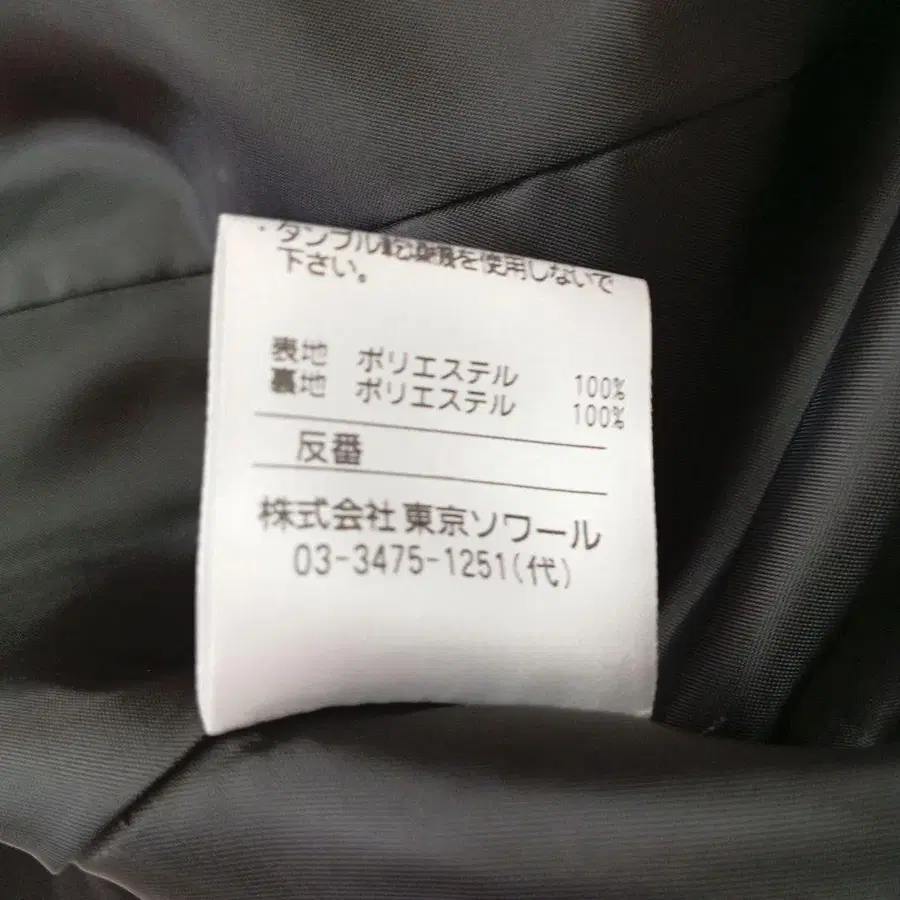 ・タンブル乾燥機を使用しないで
下さい。
表地 ポリエステル 100%
裏地 ポリエステル 100%
反番
株式会社 東京ソワール
03-3475-1251(代)